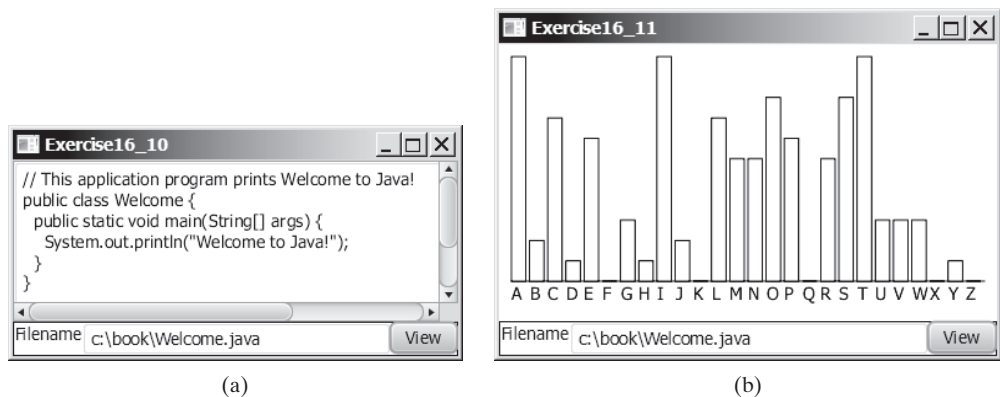 Exercise16_10
// This application program prints Welcome to Java!
public class Welcome {
public static void main(String[] args) {
System.out.println("Welcome to Java!");
}
}
Filename c:\book\Welcome.java View
(a)
Exercise16_11
A B C D E F G H I J K L M N O P Q R S T U V W X Y Z
Filename c:\book\Welcome.java View
(b)